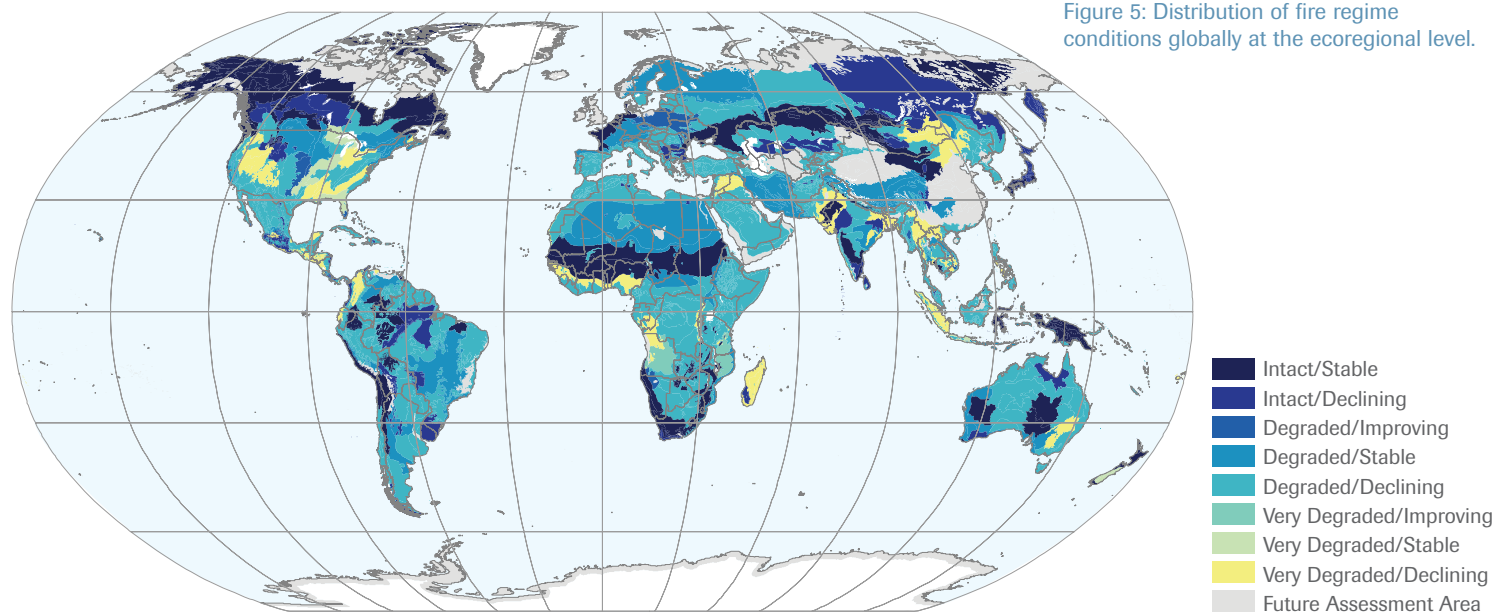 Figure 5: Distribution of fire regime
conditions globally at the ecoregional level.
Intact/Stable
Intact/Declining
Degraded/Improving
Degraded/Stable
Degraded/Declining
Very Degraded/Improving
Very Degraded/Stable
Very Degraded/Declining
Future Assessment Area